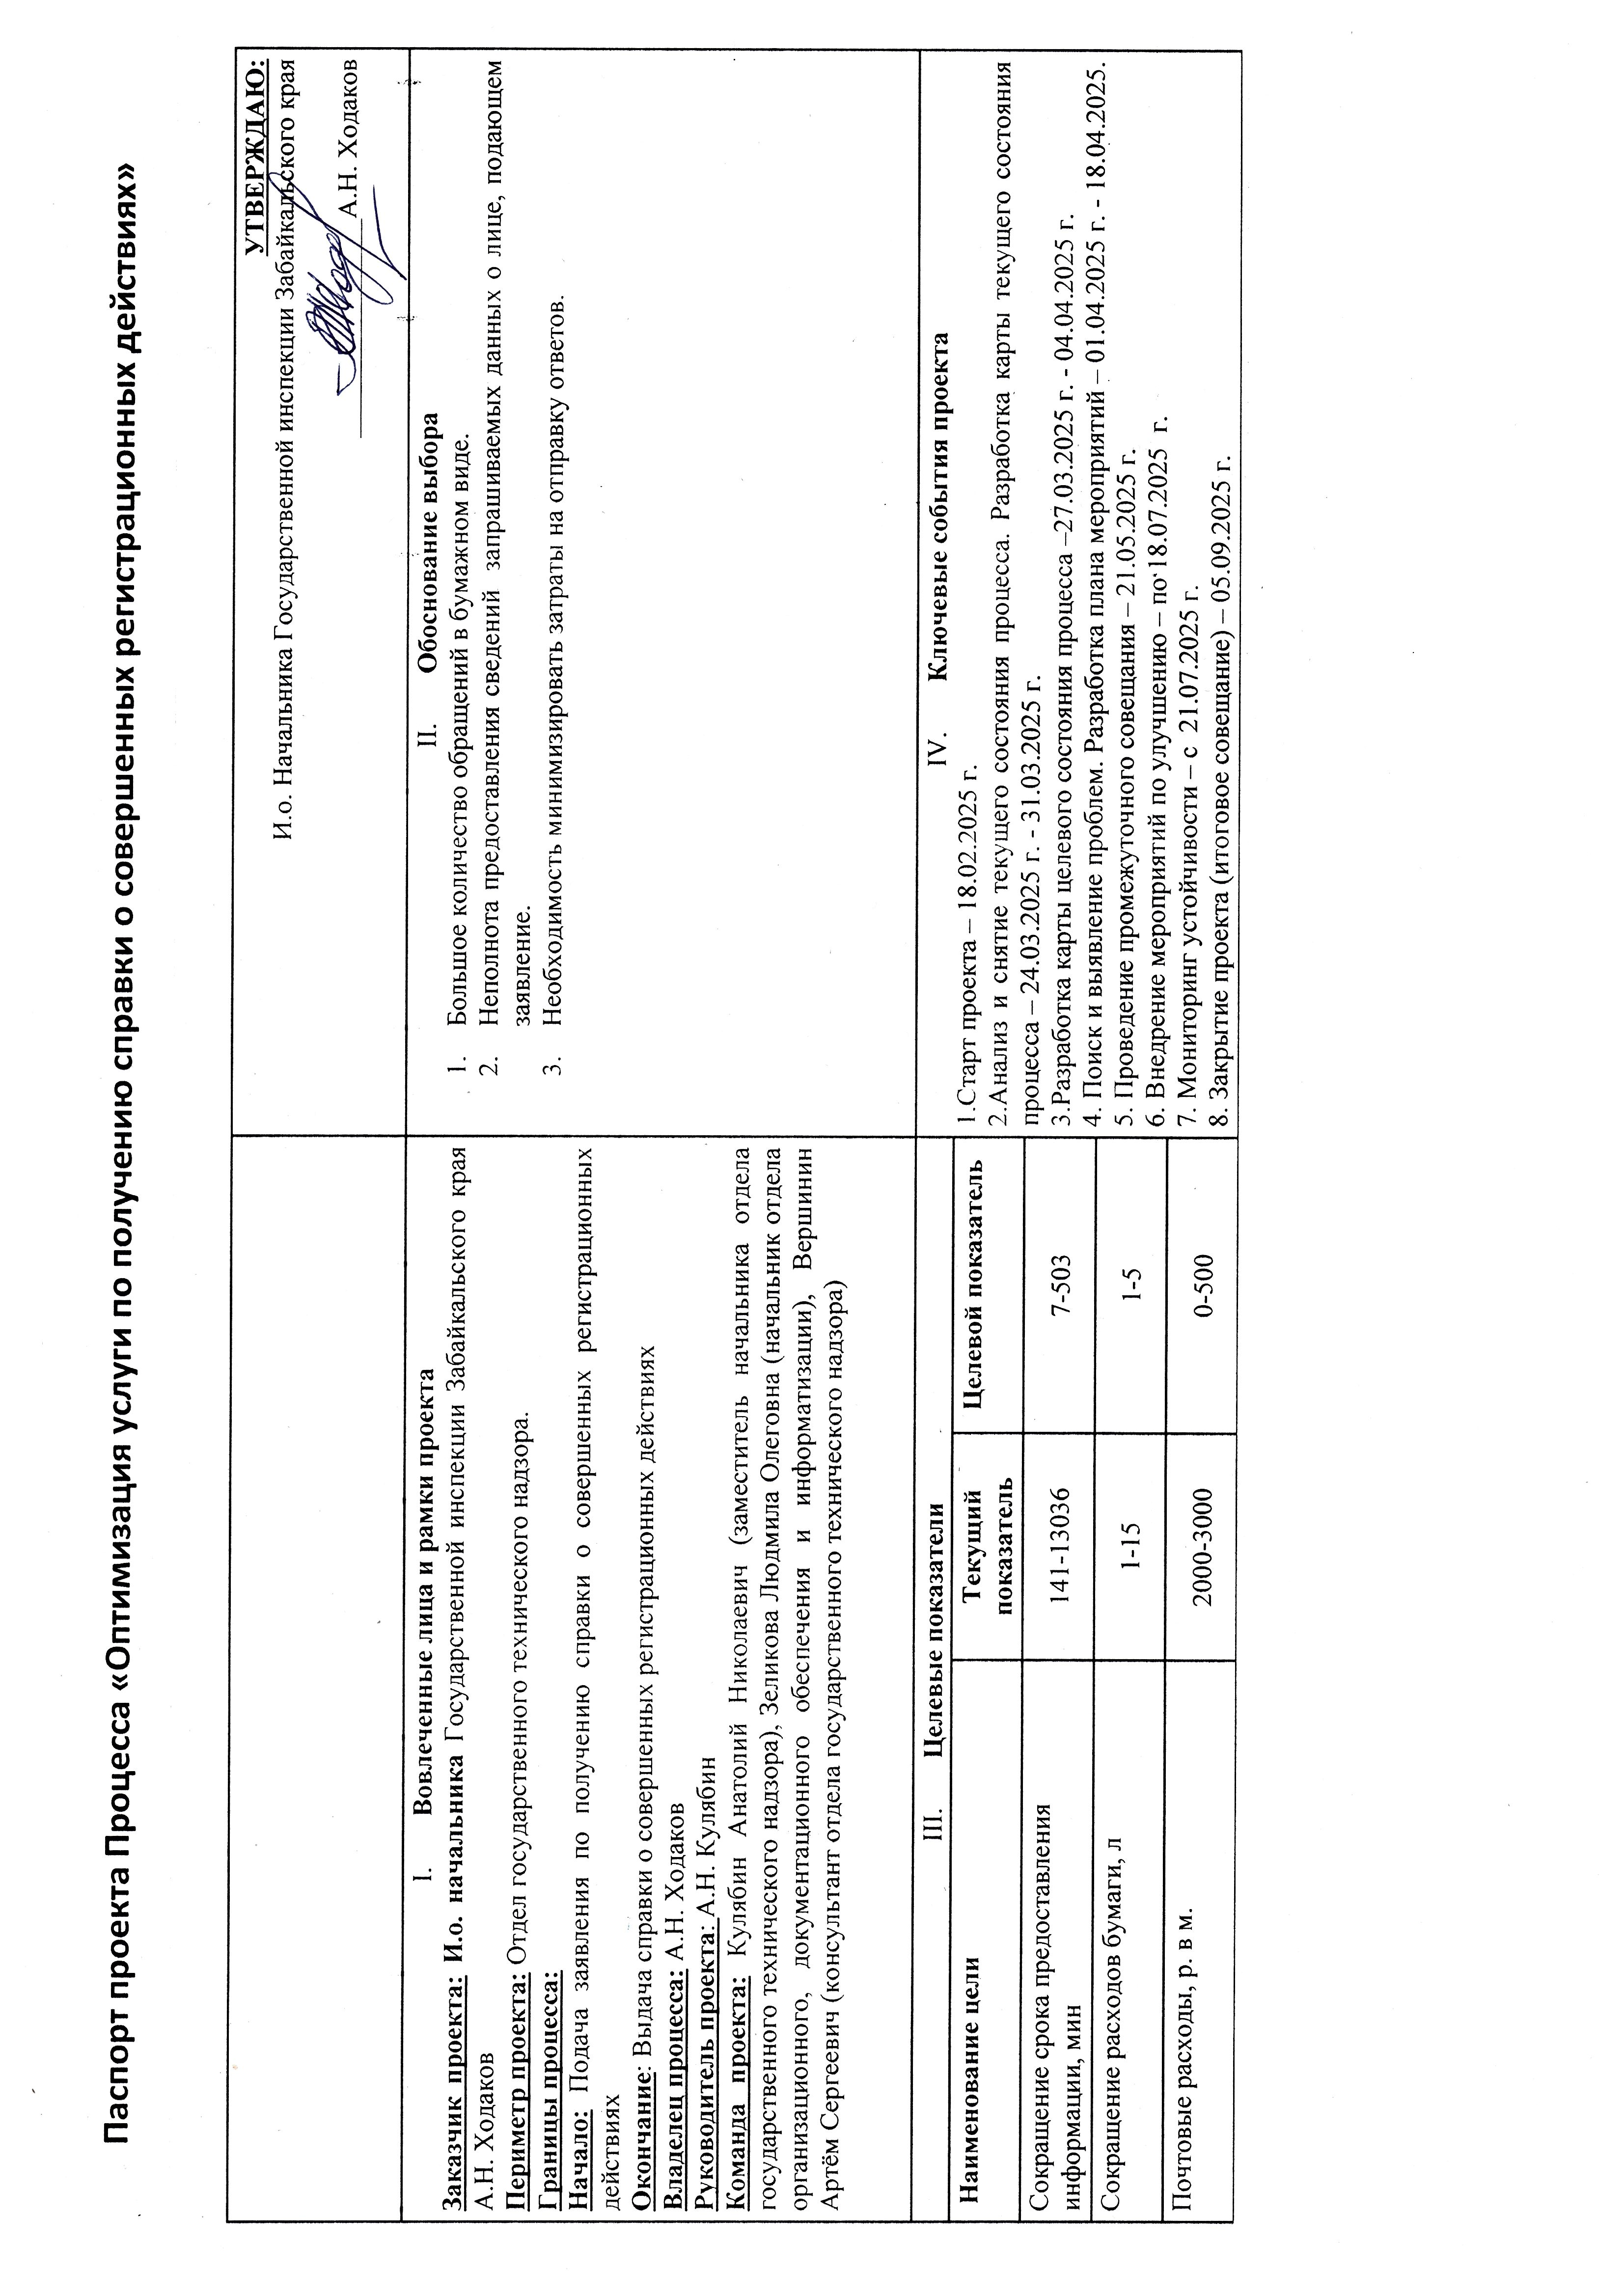 Паспорт проекта Процесса «Оптимизация услуги по получению справки о совершенных регистрационных действиях»
УТВЕРЖДАЮ:
И.о. Начальника Государственной инспекции Забайкальского края
А.Н. Ходаков
I. Вовлеченные лица и рамки проекта
Заказчик проекта: И.о. начальника Государственной инспекции Забайкальского края
А.Н. Ходаков
Периметр проекта: Отдел государственного технического надзора.
Границы процесса:
Начало: Подача заявления по получению справки о совершенных регистрационных
действиях
Окончание: Выдача справки о совершенных регистрационных действиях
Владелец процесса: А.Н. Ходаков
Руководитель проекта: А.Н. Кулябин
Команда проекта: Кулябин Анатолий Николаевич (заместитель начальника отдела
государственного технического надзора), Зеликова Людмила Олеговна (начальник отдела
организационного, документационного обеспечения и информатизации), Вершинин
Артём Сергеевич (консультант отдела государственного технического надзора)
II. Обоснование выбора
1. Большое количество обращений в бумажном виде.
2. Неполнота предоставления сведений запрашиваемых данных о лице, подающем
заявление.
3. Необходимость минимизировать затраты на отправку ответов.
III. Целевые показатели
Наименование цели
Текущий
показатель
Целевой показатель
Сокращение срока предоставления
информации, мин
141-13036
7-503
Сокращение расходов бумаги, л
1-15
1-5
Почтовые расходы, р. в м.
2000-3000
0-500
IV. Ключевые события проекта
1.Старт проекта – 18.02.2025 г.
2.Анализ и снятие текущего состояния процесса. Разработка карты текущего состояния
процесса – 24.03.2025 г. - 31.03.2025 г.
3.Разработка карты целевого состояния процесса –27.03.2025 г. - 04.04.2025 г.
4. Поиск и выявление проблем. Разработка плана мероприятий – 01.04.2025 г. - 18.04.2025.
5. Проведение промежуточного совещания – 21.05.2025 г.
6. Внедрение мероприятий по улучшению – по 18.07.2025 г.
7. Мониторинг устойчивости – с 21.07.2025 г.
8. Закрытие проекта (итоговое совещание) – 05.09.2025 г.